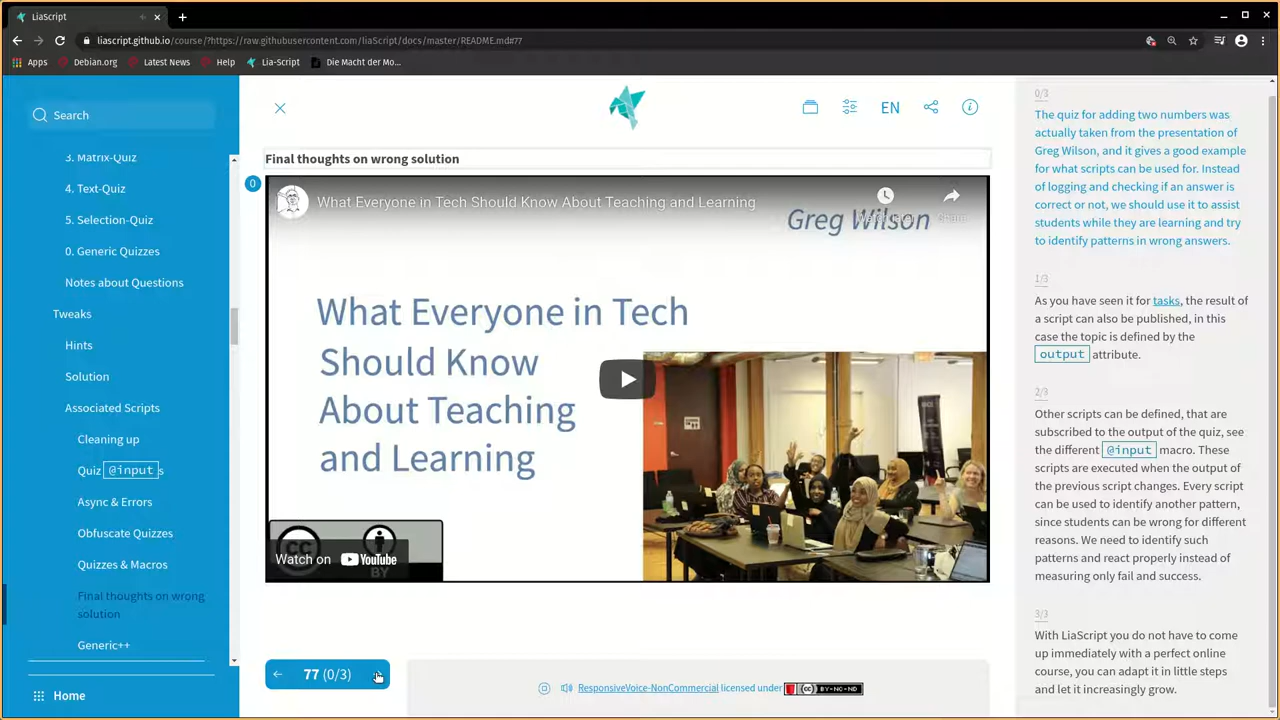 LiaScript
liascript.github.io/course/?https://raw.githubusercontent.com/liaScript/docs/master/README.md#77
Apps
Debian.org
Latest News
Help
Lia-Script
Die Macht der Mo...
Search
3. Matrix-Quiz
4. Text-Quiz
5. Selection-Quiz
0. Generic Quizzes
Notes about Questions
Tweaks
Hints
Solution
Associated Scripts
Cleaning up
Quiz @input s
Async & Errors
Obfuscate Quizzes
Quizzes & Macros
Final thoughts on wrong
solution
Generic++
Home
EN
Final thoughts on wrong solution
0
What Everyone in Tech Should Know About Teaching and Learning
Watch later
Share
Greg Wilson
What Everyone in Tech
Should Know
About Teaching
and Learning
CC
BY
Watch on YouTube
77 (0/3)
ResponsiveVoice-NonCommercial licensed under
CC BY-NC-ND
0/3
The quiz for adding two numbers was
actually taken from the presentation of
Greg Wilson, and it gives a good example
for what scripts can be used for. Instead
of logging and checking if an answer is
correct or not, we should use it to assist
students while they are learning and try
to identify patterns in wrong answers.
1/3
As you have seen it for tasks, the result of
a script can also be published, in this
case the topic is defined by the
output attribute.
2/3
Other scripts can be defined, that are
subscribed to the output of the quiz, see
the different @input macro. These
scripts are executed when the output of
the previous script changes. Every script
can be used to identify another pattern,
since students can be wrong for different
reasons. We need to identify such
patterns and react properly instead of
measuring only fail and success.
3/3
With LiaScript you do not have to come
up immediately with a perfect online
course, you can adapt it in little steps
and let it increasingly grow.